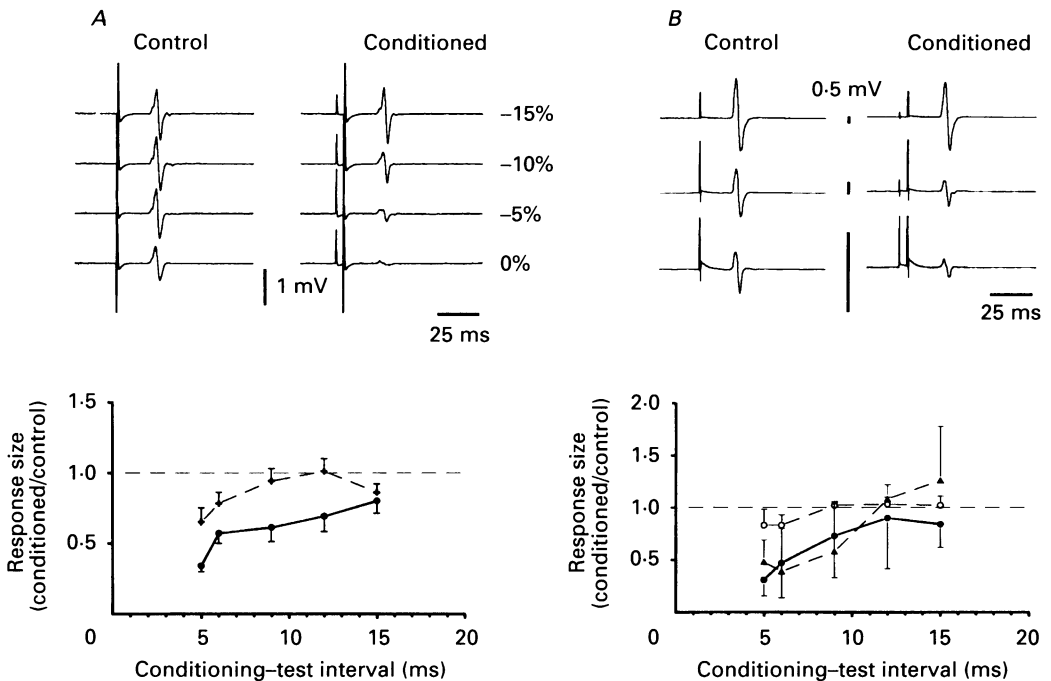 A
Control
Conditioned
−15%
−10%
−5%
0%
1 mV
25 ms
B
Control
Conditioned
0·5 mV
25 ms
Response size
(conditioned/control)
1·5
1·0
0·5
0
5
10
15
20
Conditioning–test interval (ms)
Response size
(conditioned/control)
2·0
1·5
1·0
0·5
0
5
10
15
20
Conditioning–test interval (ms)